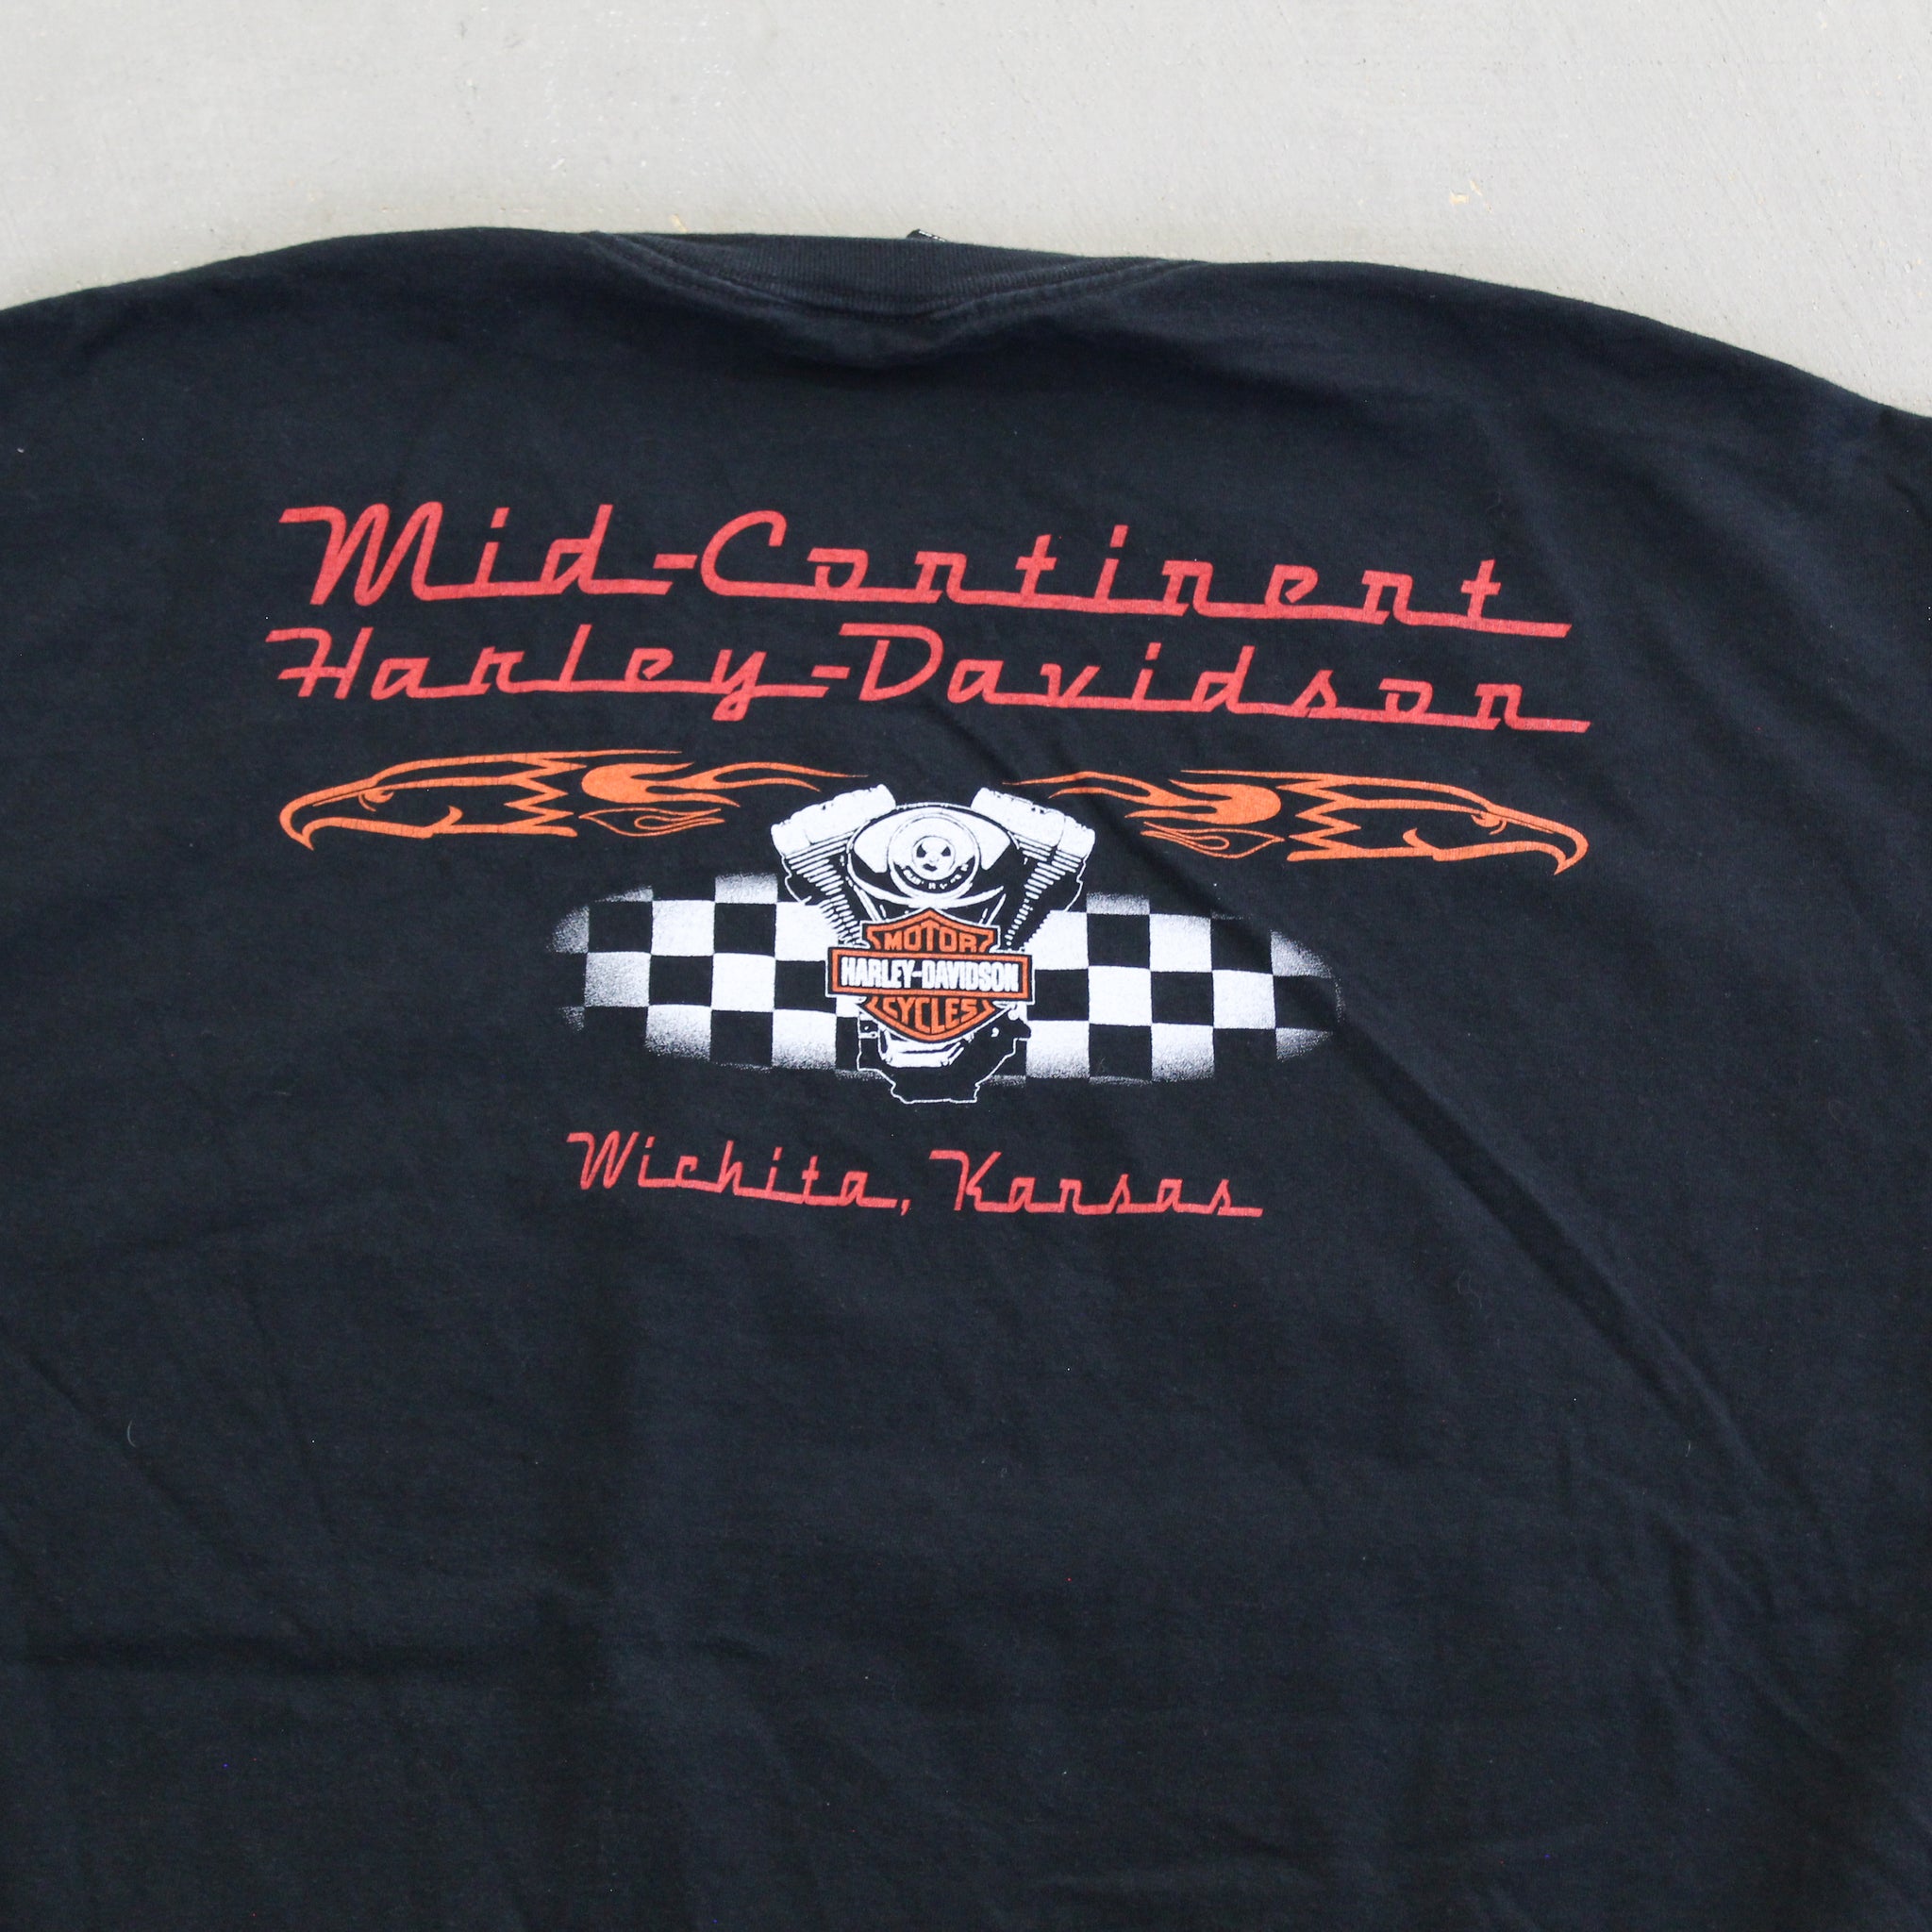 Mid-Continent
Harley-Davidson
MOTOR
HARLEY-DAVIDSON
CYCLES
Wichita, Kansas